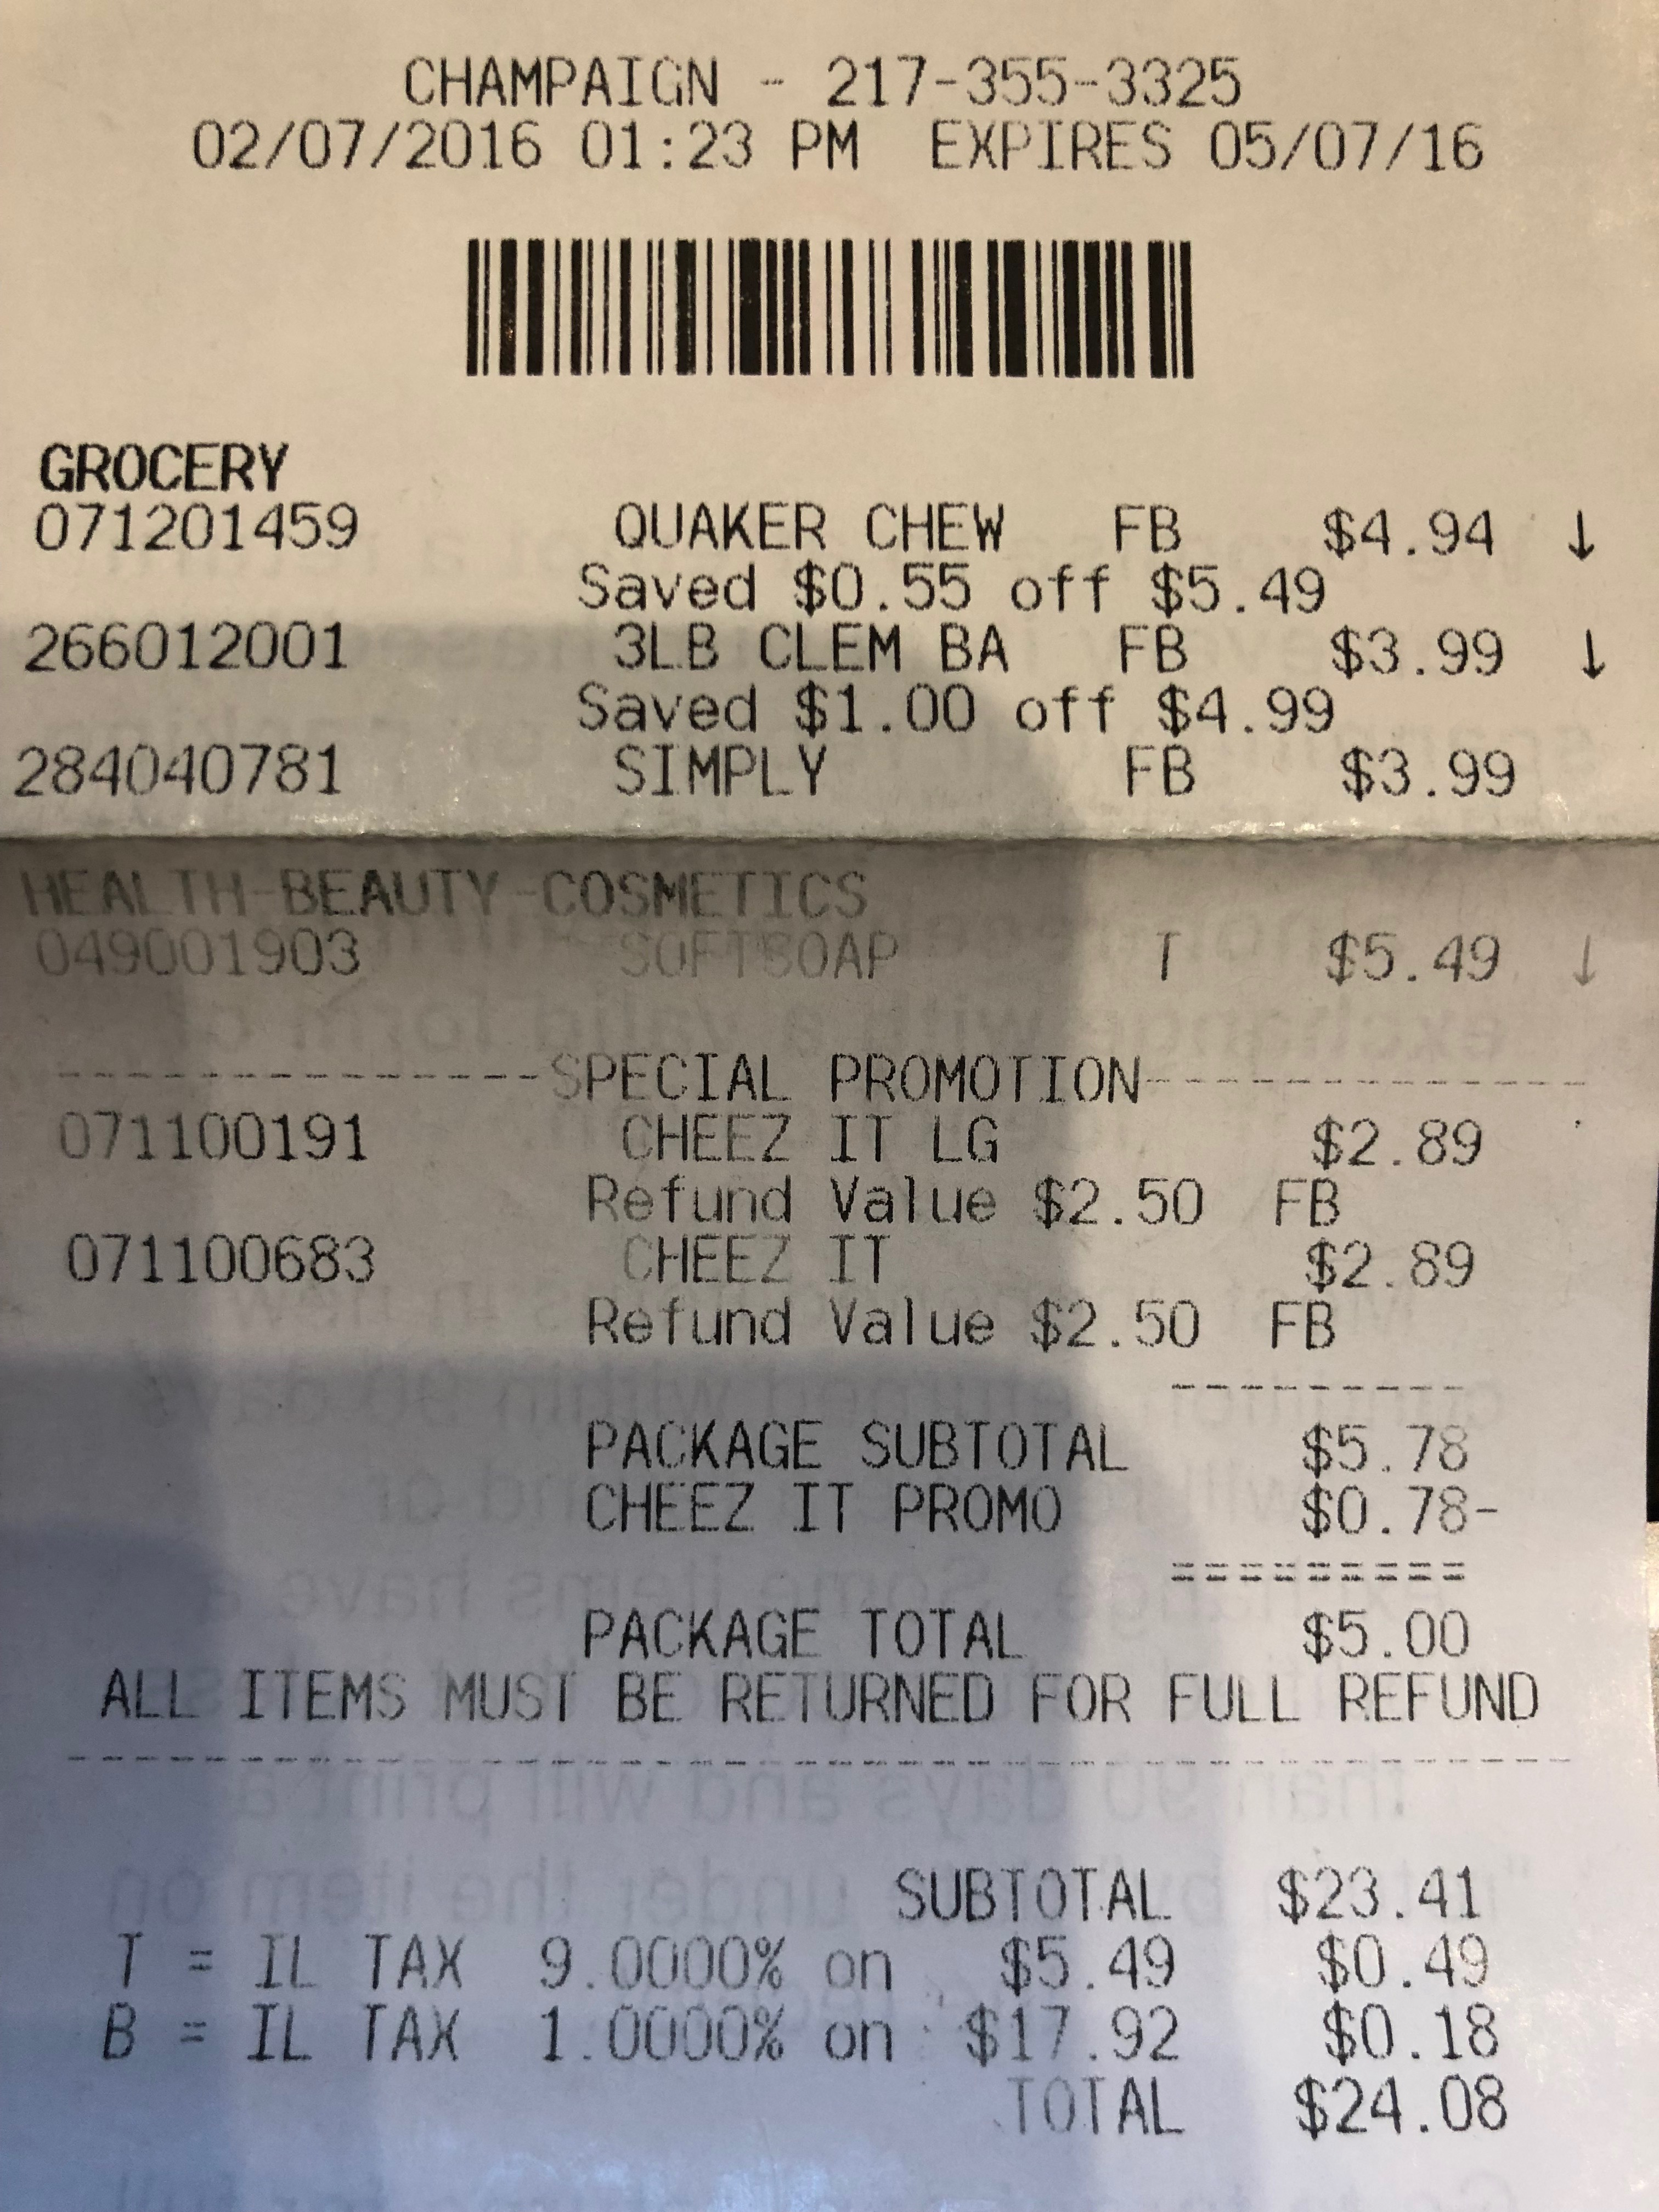 CHAMPAIGN - 217-355-3325
02/07/2016 01:23 PM EXPIRES 05/07/16
GROCERY
071201459 QUAKER CHEW FB $4.94 ↓
Saved $0.55 off $5.49
266012001 3LB CLEM BA FB $3.99 ↓
Saved $1.00 off $4.99
284040781 SIMPLY FB $3.99
HEALTH-BEAUTY-COSMETICS
049001903 SOFTSOAP T $5.49 ↓
--------------SPECIAL PROMOTION-------------
071100191 CHEEZ IT LG $2.89
Refund Value $2.50 FB
071100683 CHEEZ IT $2.89
Refund Value $2.50 FB
---------
PACKAGE SUBTOTAL $5.78
CHEEZ IT PROMO $0.78-
=========
PACKAGE TOTAL $5.00
ALL ITEMS MUST BE RETURNED FOR FULL REFUND
--------------------------------------------
SUBTOTAL $23.41
T = IL TAX 9.0000% on $5.49 $0.49
B = IL TAX 1.0000% on $17.92 $0.18
TOTAL $24.08